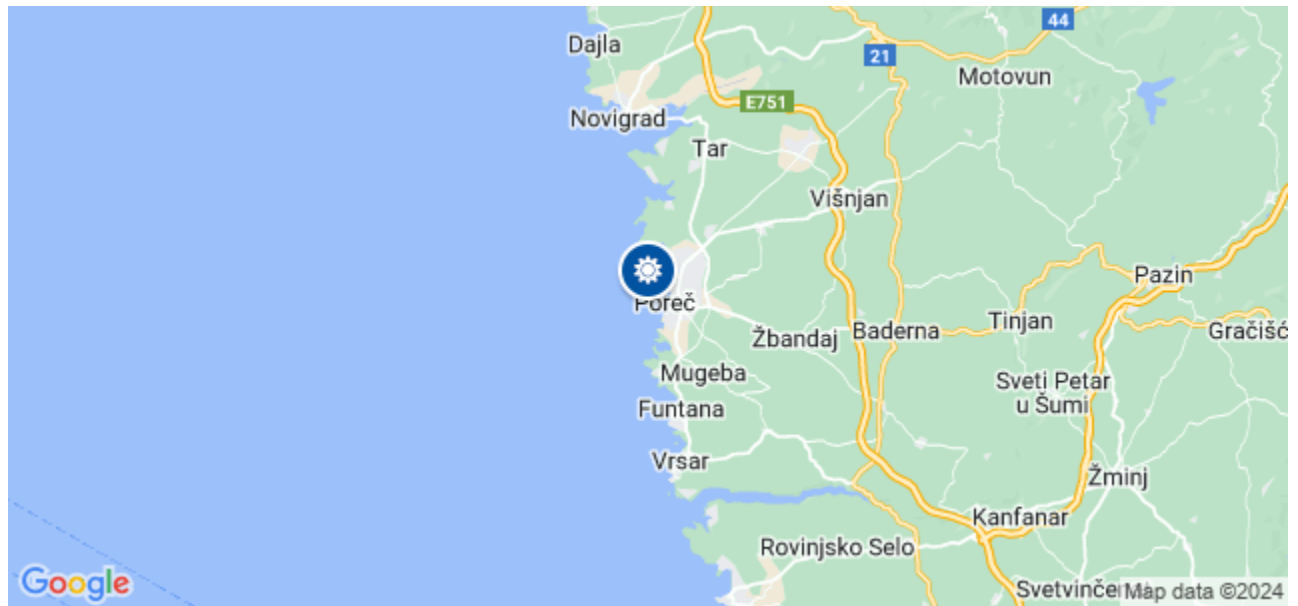 44
Dajla
21
Motovun
E751
Novigrad
Tar
Višnjan
Pazin
Poreč
Tinjan
Gračišć
Žbandaj
Baderna
Mugeba
Sveti Petar
u Šumi
Funtana
Vrsar
Žminj
Kanfanar
Rovinjsko Selo
Google
Svetvinče
Map data ©2024